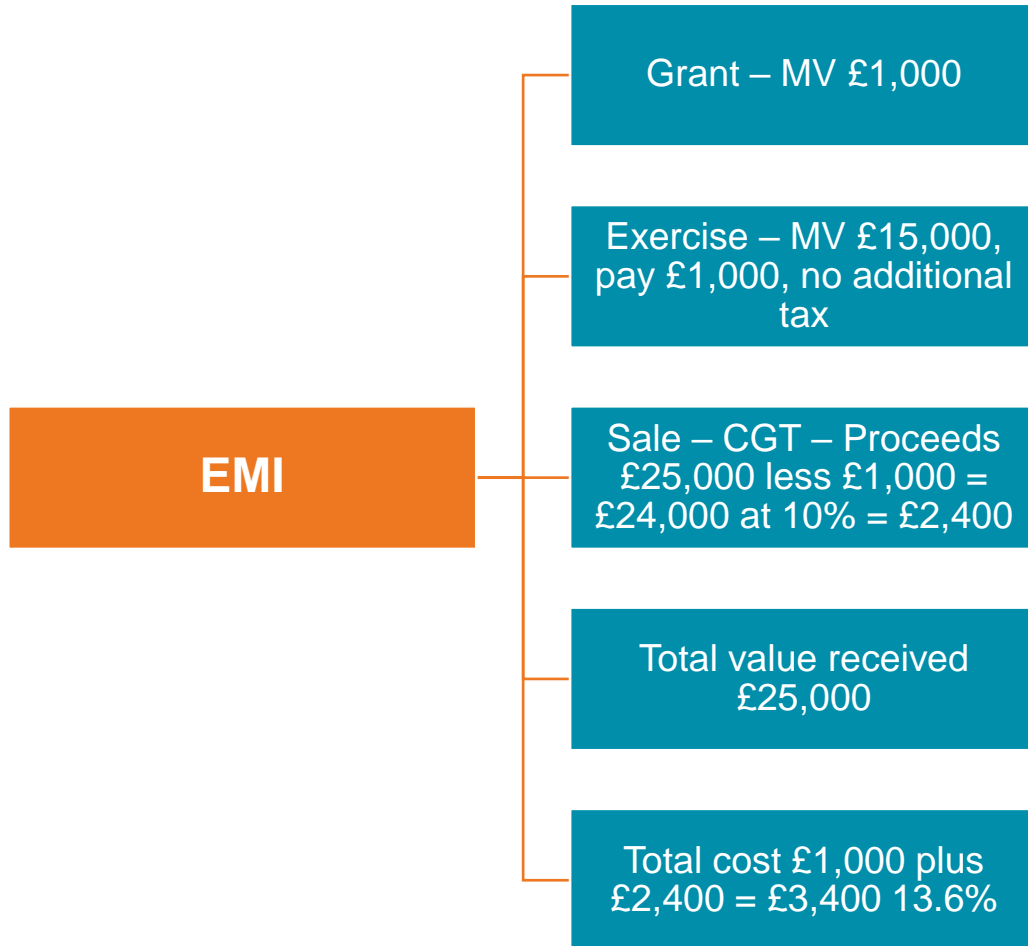 EMI
Grant – MV £1,000
Exercise – MV £15,000,
pay £1,000, no additional
tax
Sale – CGT – Proceeds
£25,000 less £1,000 =
£24,000 at 10% = £2,400
Total value received
£25,000
Total cost £1,000 plus
£2,400 = £3,400 13.6%